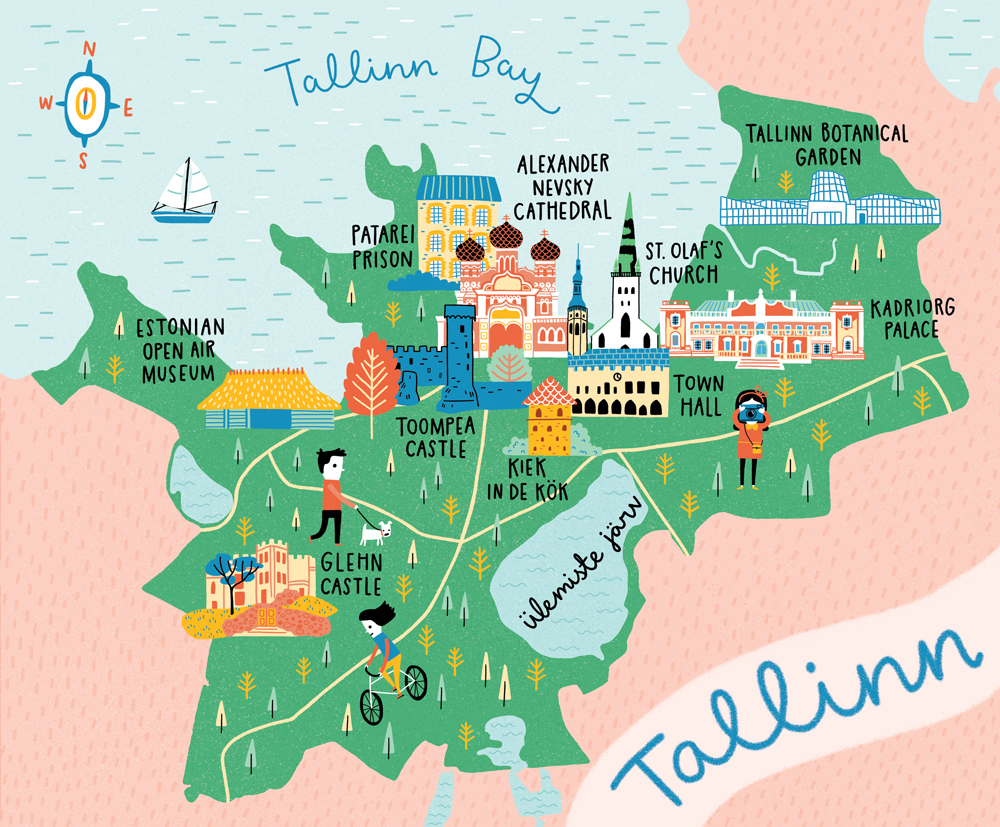 Tallinn Bay
N
W
E
S
TALLINN BOTANICAL
GARDEN
ALEXANDER
NEVSKY
CATHEDRAL
PATAREI
PRISON
ST. OLAF'S
CHURCH
KADRIORG
PALACE
ESTONIAN
OPEN AIR
MUSEUM
TOWN
HALL
TOOMPEA
CASTLE
KIEK
IN DE KÖK
ülemiste järv
GLEHN
CASTLE
Tallinn